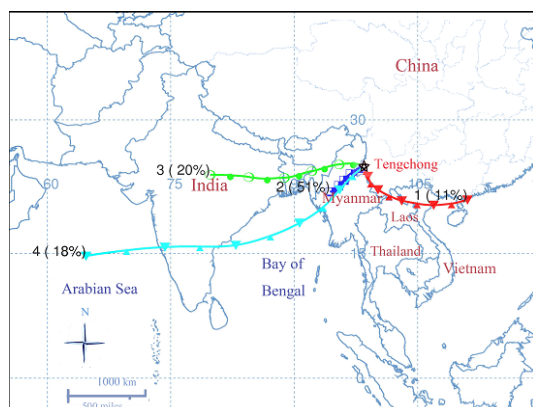 China
30
3 ( 20%)
Tengchong
60
75
India
2 ( 51%)
105
1 ( 11%)
Myanmar
Laos
4 ( 18%)
Bay of
Bengal
15
Thailand
Vietnam
Arabian Sea
N
1000 km
500 miles